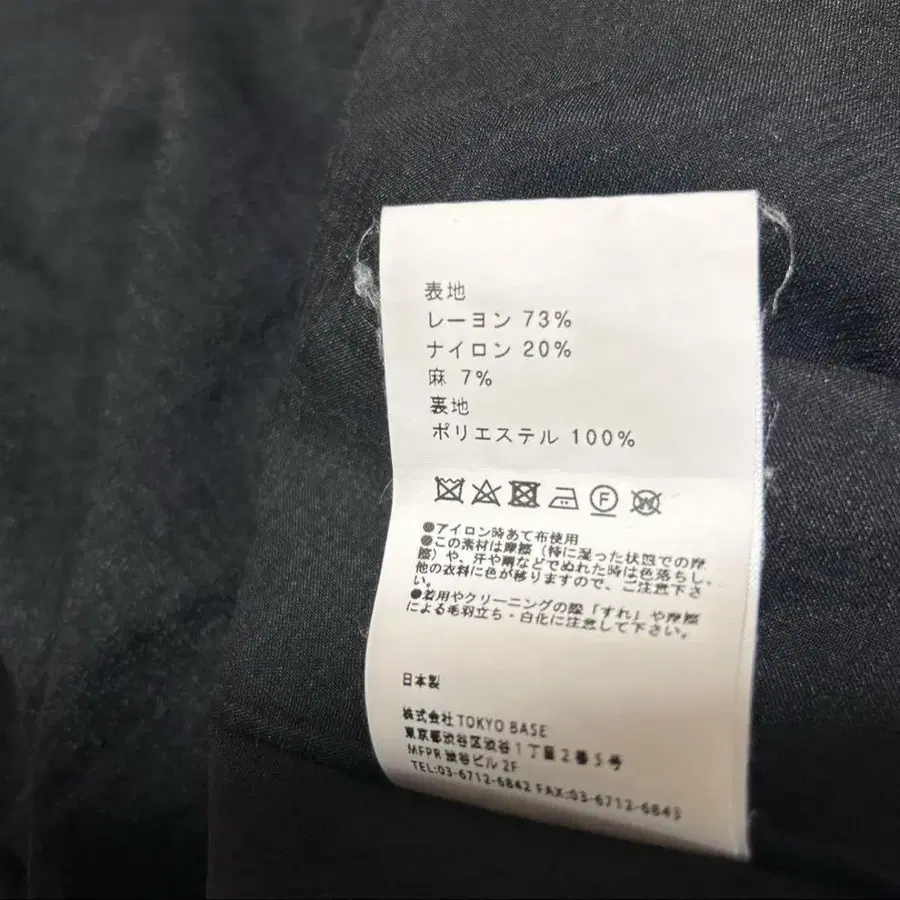 表地
レーヨン 73%
ナイロン 20%
麻 7%
裏地
ポリエステル 100%
F
W
●アイロン時あて布使用
●この素材は摩擦(特に湿った状態での摩
擦)や、汗や雨などでぬれた時は色落ちし、
他の衣料に色が移りますので、ご注意下さ
い。
●着用やクリーニングの際「すれ」や摩擦
による毛羽立ち・白化に注意して下さい。
日本製
株式会社 TOKYO BASE
東京都渋谷区渋谷1丁目2番5号
MFPR 渋谷ビル 2F
TEL:03-6712-6842 FAX:03-6712-6843